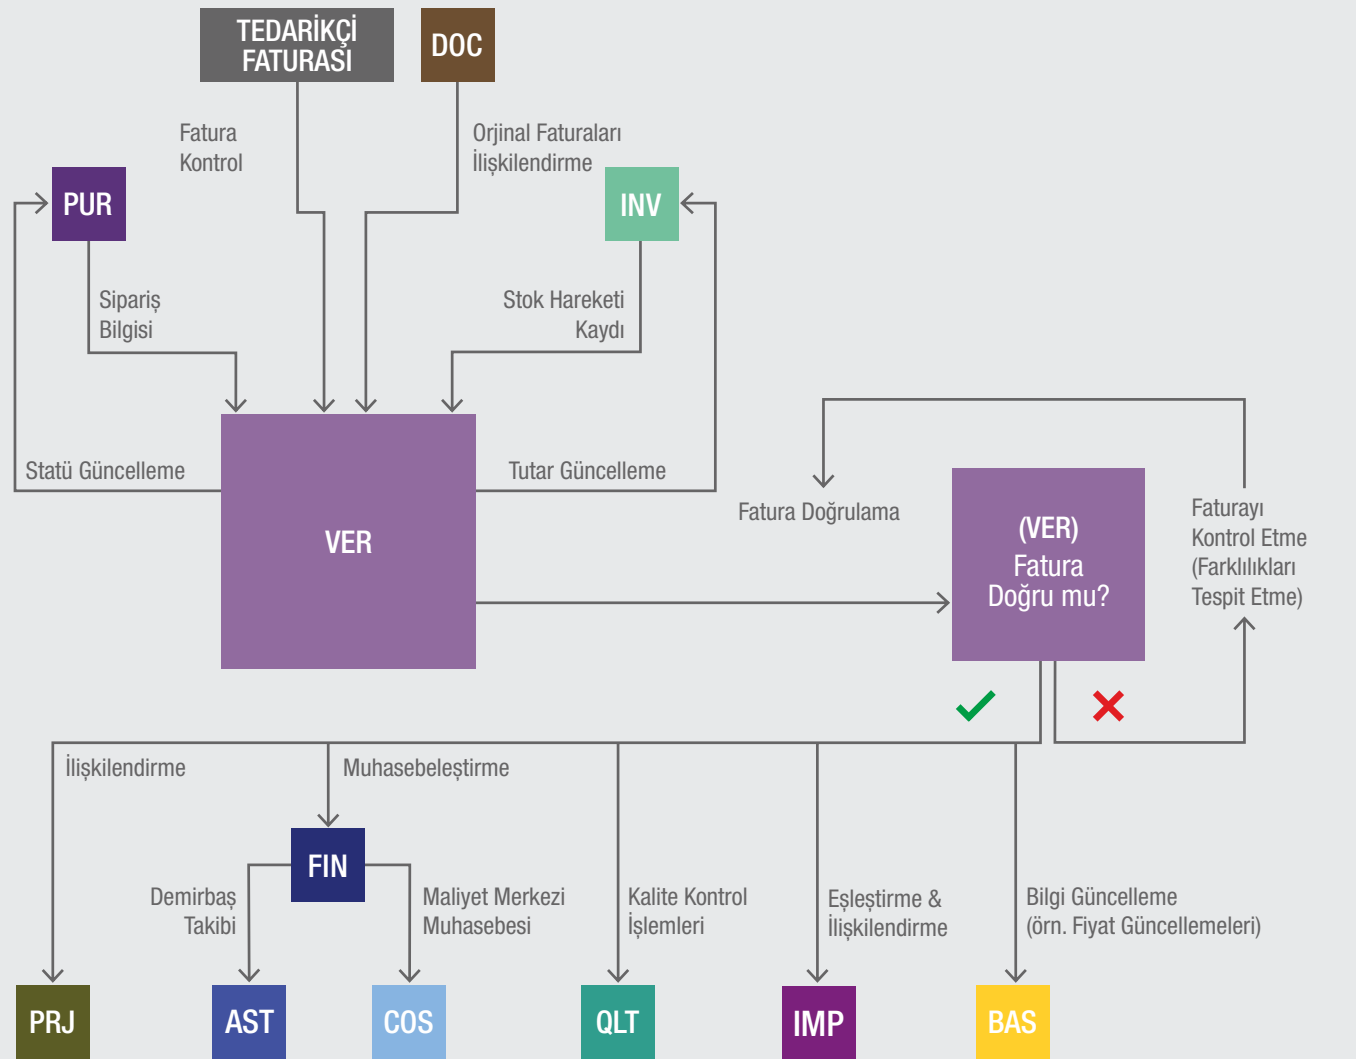 TEDARİKÇİ
FATURASI
DOC
Fatura
Kontrol
Orjinal Faturaları
İlişkilendirme
PUR
INV
Sipariş
Bilgisi
Stok Hareketi
Kaydı
Statü Güncelleme
Tutar Güncelleme
VER
Fatura Doğrulama
(VER)
Fatura
Doğru mu?
Faturayı
Kontrol Etme
(Farklılıkları
Tespit Etme)
İlişkilendirme
Muhasebeleştirme
FIN
Demirbaş
Takibi
Maliyet Merkezi
Muhasebesi
Kalite Kontrol
İşlemleri
Eşleştirme &
İlişkilendirme
Bilgi Güncelleme
(örn. Fiyat Güncellemeleri)
PRJ
AST
COS
QLT
IMP
BAS